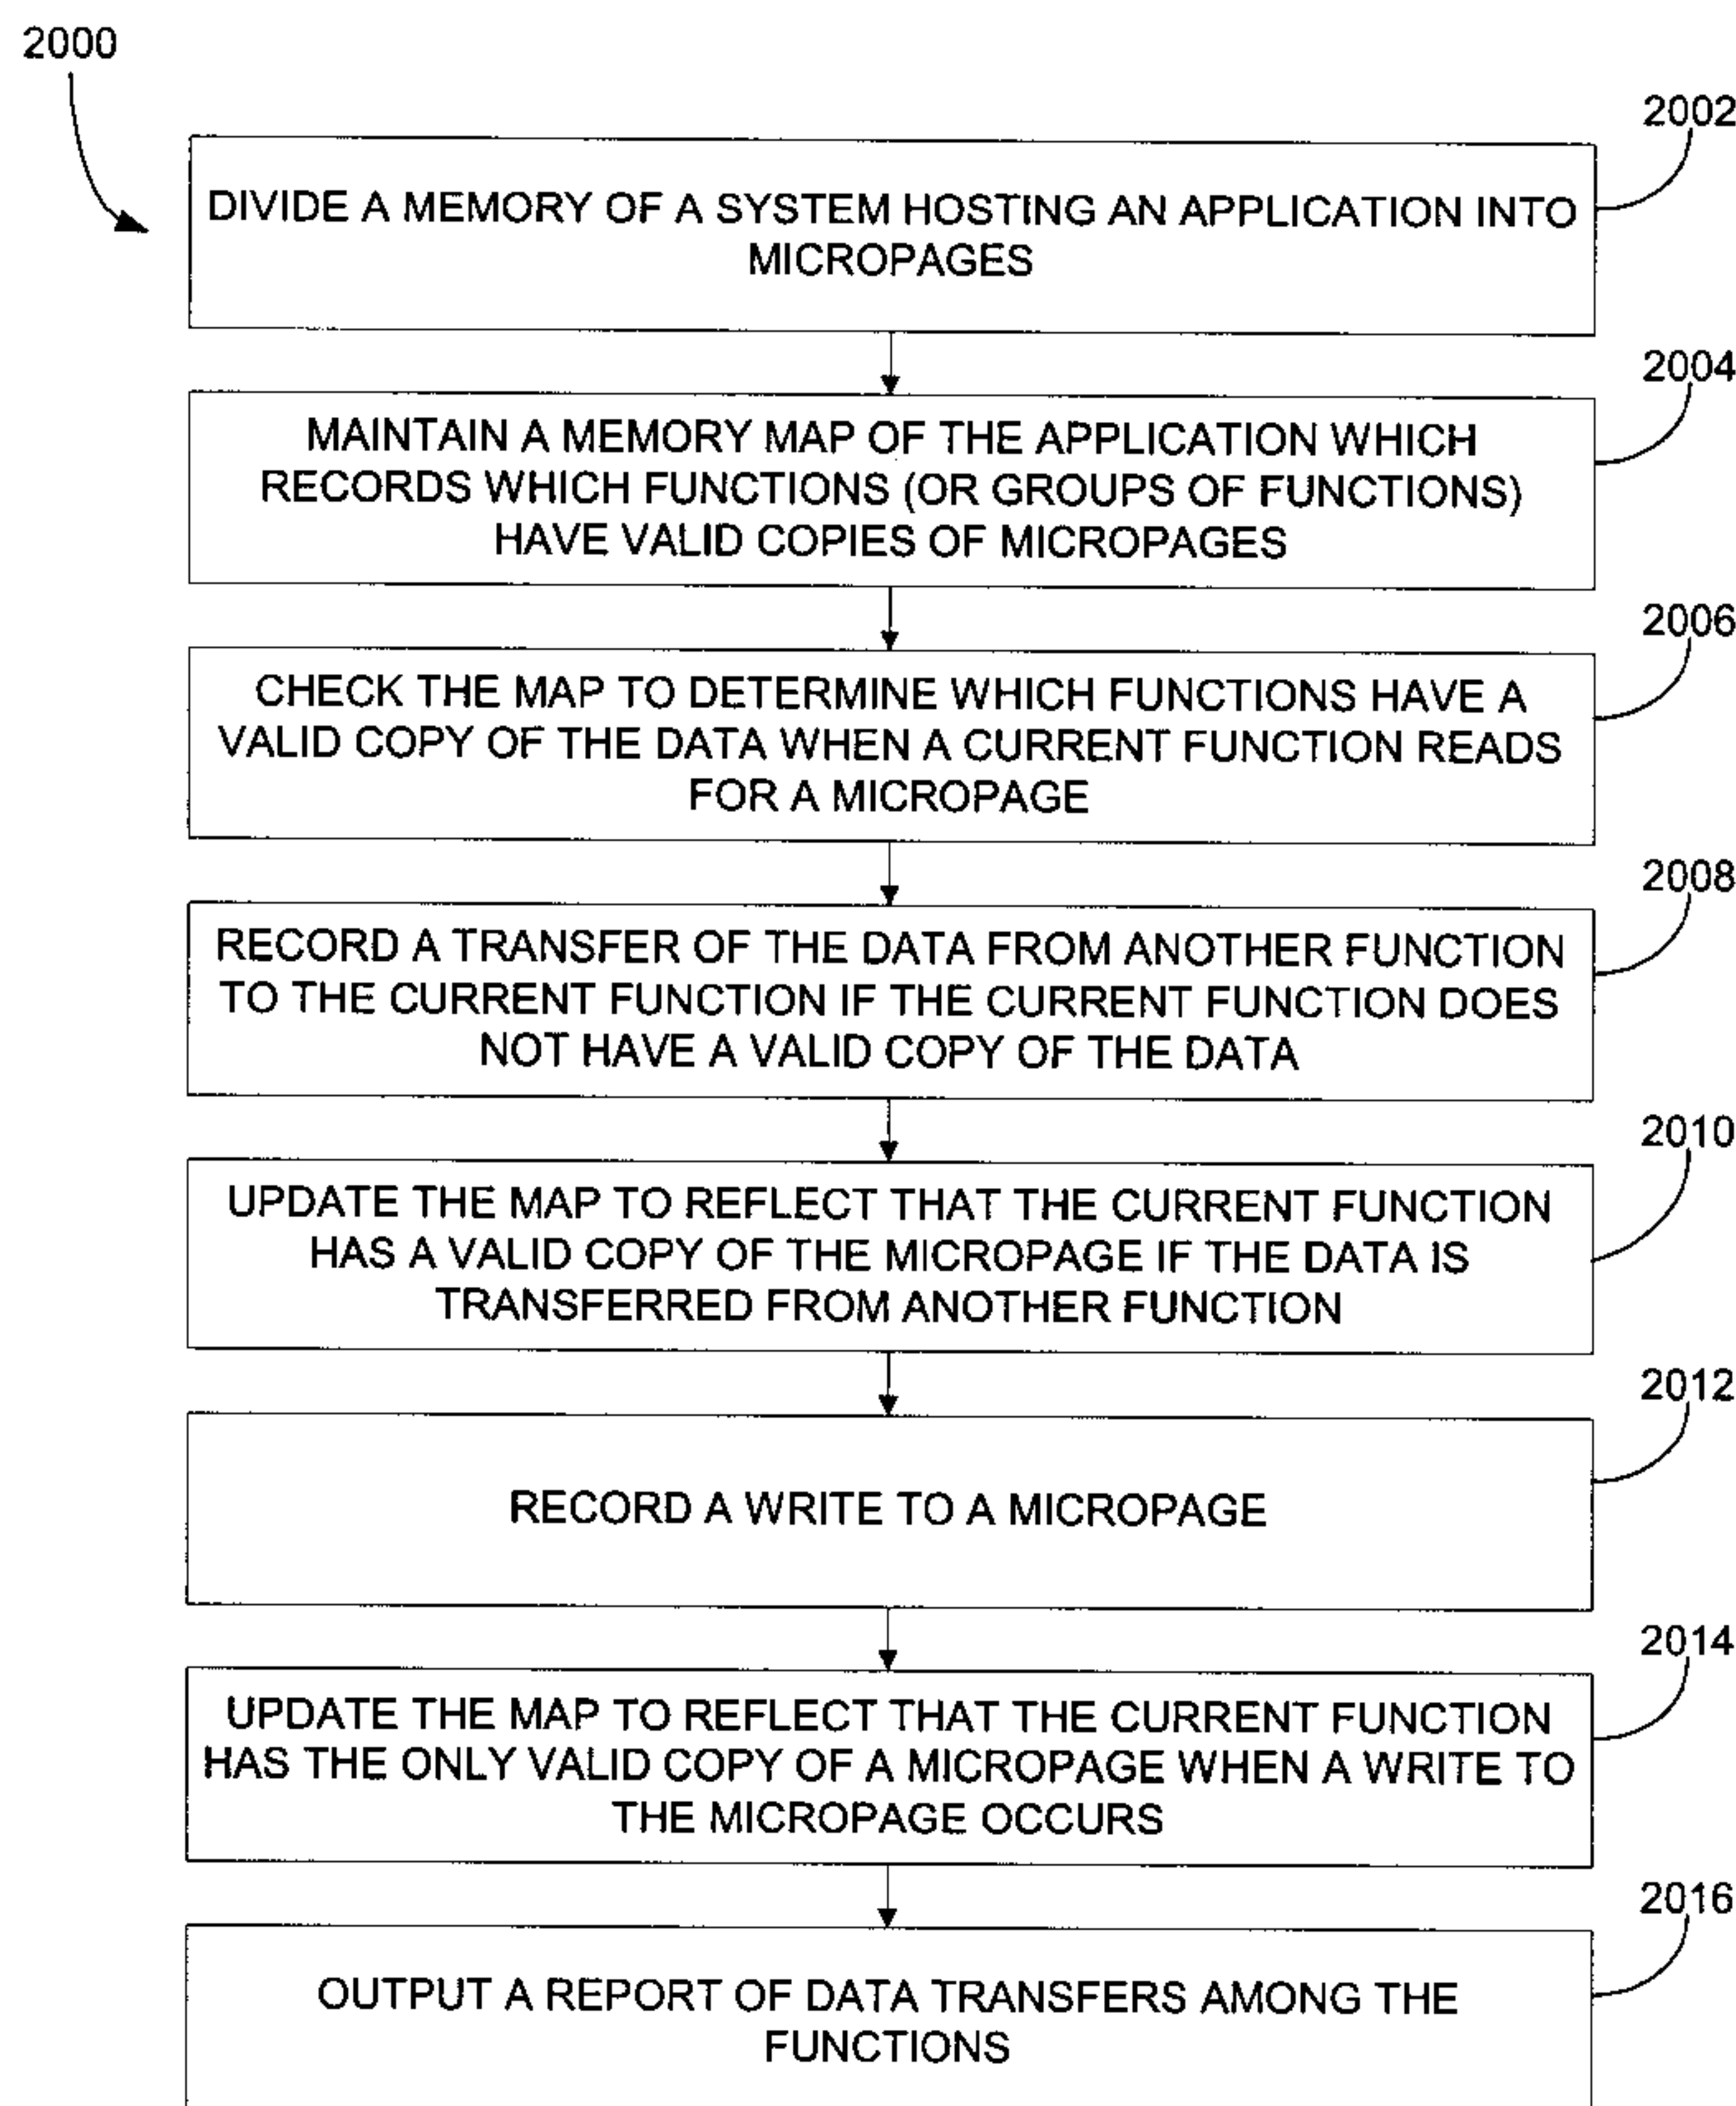 2000
2002
DIVIDE A MEMORY OF A SYSTEM HOSTING AN APPLICATION INTO
MICROPAGES
2004
MAINTAIN A MEMORY MAP OF THE APPLICATION WHICH
RECORDS WHICH FUNCTIONS (OR GROUPS OF FUNCTIONS)
HAVE VALID COPIES OF MICROPAGES
2006
CHECK THE MAP TO DETERMINE WHICH FUNCTIONS HAVE A
VALID COPY OF THE DATA WHEN A CURRENT FUNCTION READS
FOR A MICROPAGE
2008
RECORD A TRANSFER OF THE DATA FROM ANOTHER FUNCTION
TO THE CURRENT FUNCTION IF THE CURRENT FUNCTION DOES
NOT HAVE A VALID COPY OF THE DATA
2010
UPDATE THE MAP TO REFLECT THAT THE CURRENT FUNCTION
HAS A VALID COPY OF THE MICROPAGE IF THE DATA IS
TRANSFERRED FROM ANOTHER FUNCTION
2012
RECORD A WRITE TO A MICROPAGE
2014
UPDATE THE MAP TO REFLECT THAT THE CURRENT FUNCTION
HAS THE ONLY VALID COPY OF A MICROPAGE WHEN A WRITE TO
THE MICROPAGE OCCURS
2016
OUTPUT A REPORT OF DATA TRANSFERS AMONG THE
FUNCTIONS